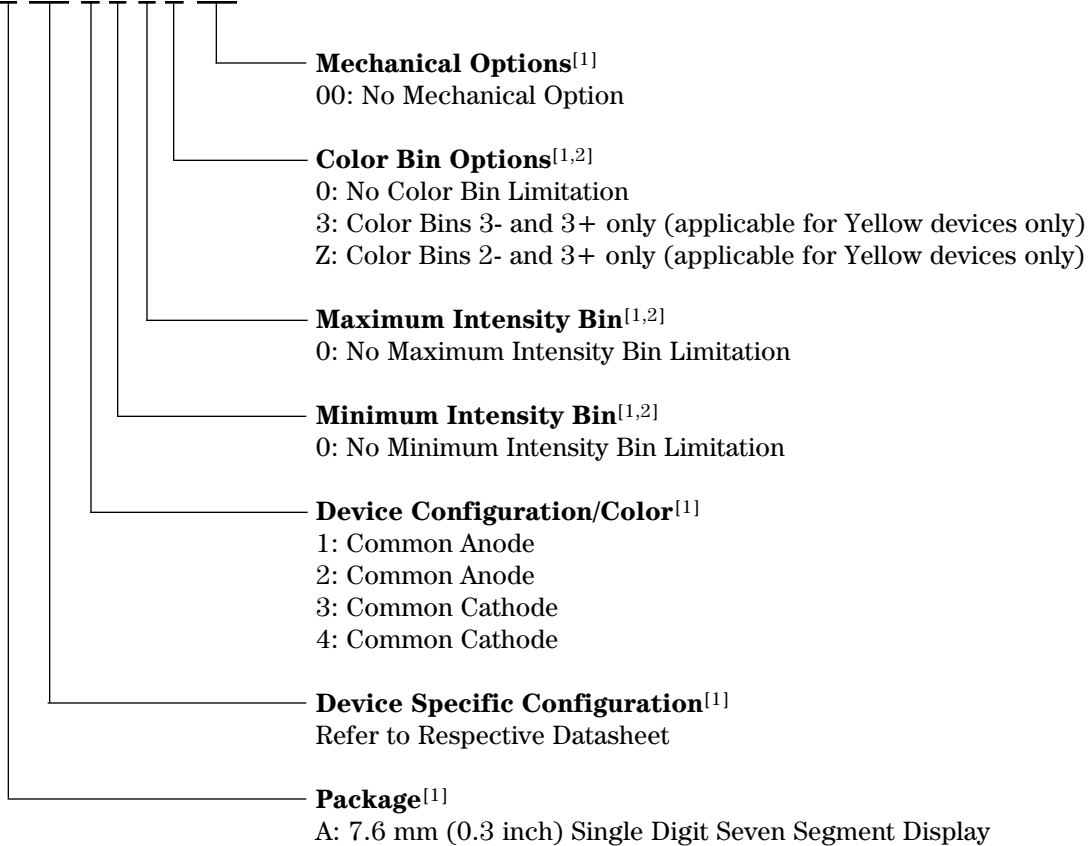 Mechanical Options[1]
00: No Mechanical Option
Color Bin Options[1,2]
0: No Color Bin Limitation
3: Color Bins 3- and 3+ only (applicable for Yellow devices only)
Z: Color Bins 2- and 3+ only (applicable for Yellow devices only)
Maximum Intensity Bin[1,2]
0: No Maximum Intensity Bin Limitation
Minimum Intensity Bin[1,2]
0: No Minimum Intensity Bin Limitation
Device Configuration/Color[1]
1: Common Anode
2: Common Anode
3: Common Cathode
4: Common Cathode
Device Specific Configuration[1]
Refer to Respective Datasheet
Package[1]
A: 7.6 mm (0.3 inch) Single Digit Seven Segment Display